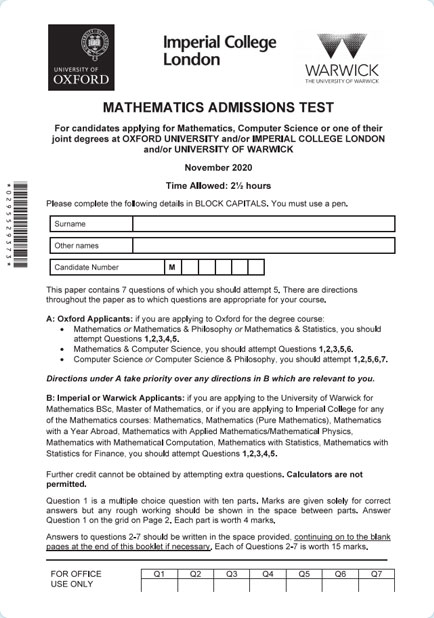 UNIVERSITY OF
OXFORD
Imperial College
London
WARWICK
THE UNIVERSITY OF WARWICK
MATHEMATICS ADMISSIONS TEST
For candidates applying for Mathematics, Computer Science or one of their
joint degrees at OXFORD UNIVERSITY and/or IMPERIAL COLLEGE LONDON
and/or UNIVERSITY OF WARWICK
November 2020
Time Allowed: 2½ hours
*0295529373*
Please complete the following details in BLOCK CAPITALS. You must use a pen.
Surname
Other names
Candidate Number M
This paper contains 7 questions of which you should attempt 5. There are directions
throughout the paper as to which questions are appropriate for your course.
A: Oxford Applicants: if you are applying to Oxford for the degree course:
• Mathematics or Mathematics & Philosophy or Mathematics & Statistics, you should
attempt Questions 1,2,3,4,5.
• Mathematics & Computer Science, you should attempt Questions 1,2,3,5,6.
• Computer Science or Computer Science & Philosophy, you should attempt 1,2,5,6,7.
Directions under A take priority over any directions in B which are relevant to you.
B: Imperial or Warwick Applicants: if you are applying to the University of Warwick for
Mathematics BSc, Master of Mathematics, or if you are applying to Imperial College for any
of the Mathematics courses: Mathematics, Mathematics (Pure Mathematics), Mathematics
with a Year Abroad, Mathematics with Applied Mathematics/Mathematical Physics,
Mathematics with Mathematical Computation, Mathematics with Statistics, Mathematics with
Statistics for Finance, you should attempt Questions 1,2,3,4,5.
Further credit cannot be obtained by attempting extra questions. Calculators are not
permitted.
Question 1 is a multiple choice question with ten parts. Marks are given solely for correct
answers but any rough working should be shown in the space between parts. Answer
Question 1 on the grid on Page 2. Each part is worth 4 marks.
Answers to questions 2-7 should be written in the space provided, continuing on to the blank
pages at the end of this booklet if necessary. Each of Questions 2-7 is worth 15 marks.
FOR OFFICE
USE ONLY
Q1 Q2 Q3 Q4 Q5 Q6 Q7